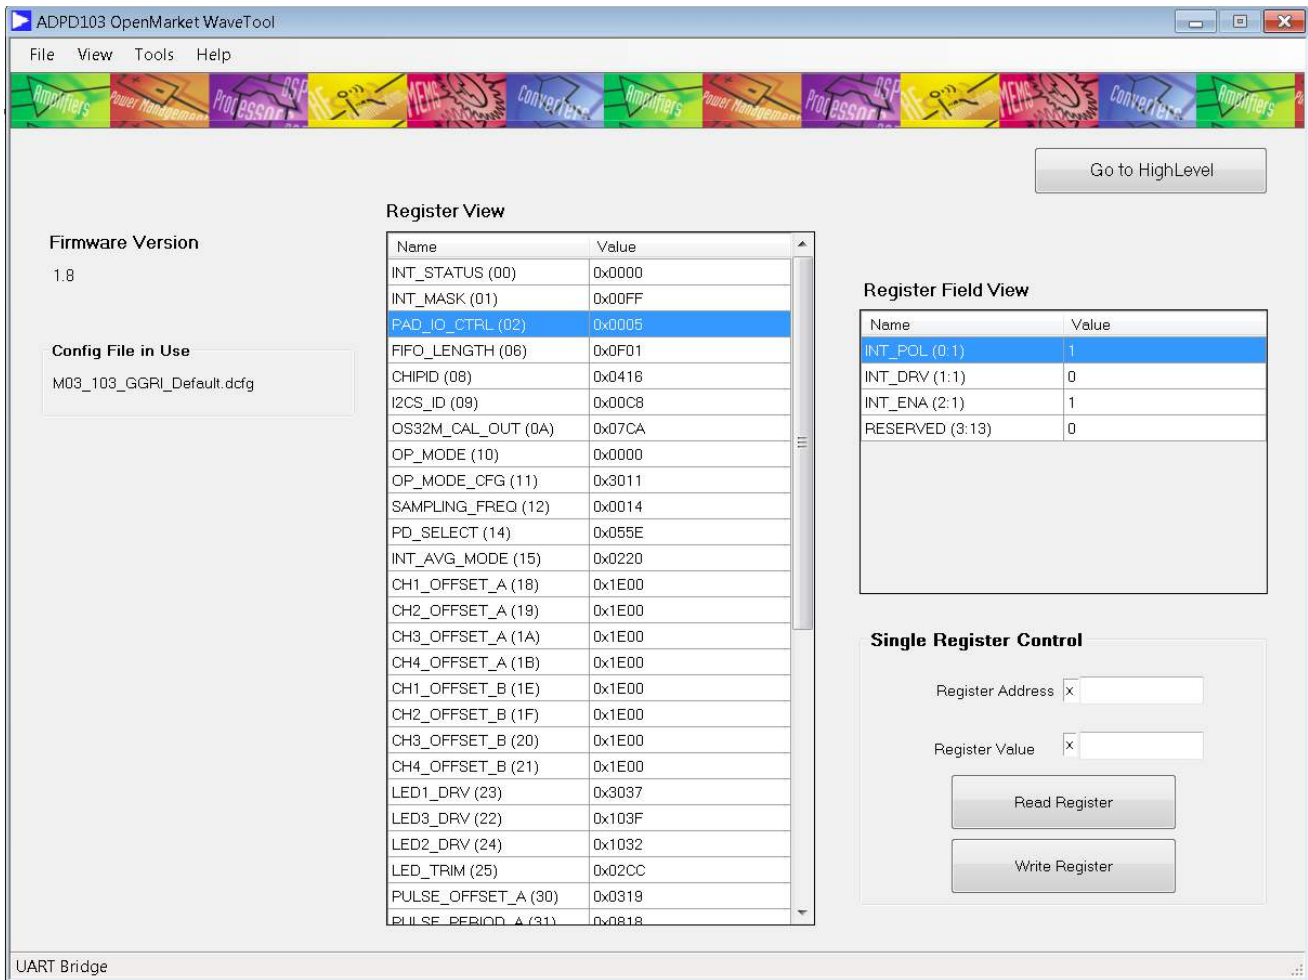 ADPD103 OpenMarket WaveTool
File View Tools Help
Amplifiers Power Management Processor DSP RF MEMS Converters Amplifiers Power Management Processor DSP RF MEMS Converters Amplifiers
Go to HighLevel
Firmware Version
1.8
Config File in Use
M03_103_GGRI_Default.dcfg
Register View
Name Value
INT_STATUS (00) 0x0000
INT_MASK (01) 0x00FF
PAD_IO_CTRL (02) 0x0005
FIFO_LENGTH (06) 0x0F01
CHIPID (08) 0x0416
I2CS_ID (09) 0x00C8
OS32M_CAL_OUT (0A) 0x07CA
OP_MODE (10) 0x0000
OP_MODE_CFG (11) 0x3011
SAMPLING_FREQ (12) 0x0014
PD_SELECT (14) 0x055E
INT_AVG_MODE (15) 0x0220
CH1_OFFSET_A (18) 0x1E00
CH2_OFFSET_A (19) 0x1E00
CH3_OFFSET_A (1A) 0x1E00
CH4_OFFSET_A (1B) 0x1E00
CH1_OFFSET_B (1E) 0x1E00
CH2_OFFSET_B (1F) 0x1E00
CH3_OFFSET_B (20) 0x1E00
CH4_OFFSET_B (21) 0x1E00
LED1_DRV (23) 0x3037
LED3_DRV (22) 0x103F
LED2_DRV (24) 0x1032
LED_TRIM (25) 0x02CC
PULSE_OFFSET_A (30) 0x0319
PULSE_PERIOD_A (31) 0x0818
Register Field View
Name Value
INT_POL (0:1) 1
INT_DRV (1:1) 0
INT_ENA (2:1) 1
RESERVED (3:13) 0
Single Register Control
Register Address x
Register Value x
Read Register
Write Register
UART Bridge